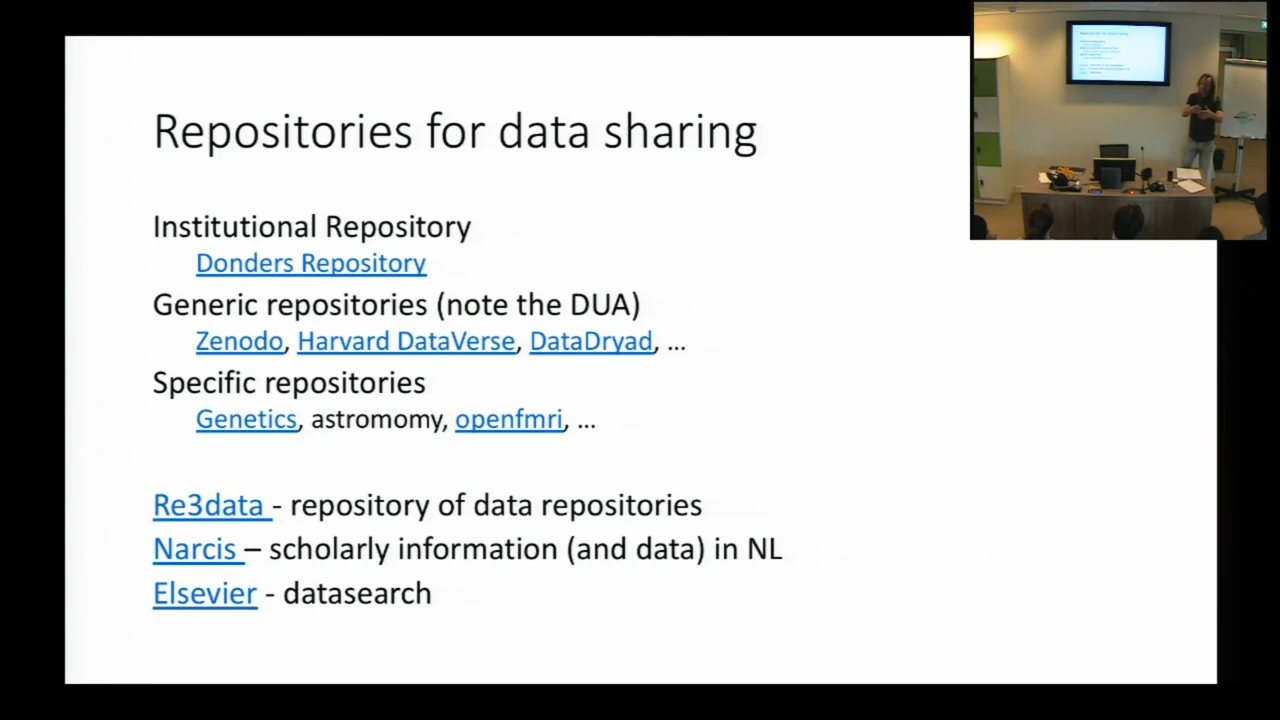 Repositories for data sharing
Institutional Repository
Donders Repository
Generic repositories (note the DUA)
Zenodo, Harvard DataVerse, DataDryad, ...
Specific repositories
Genetics, astromomy, openfmri, ...
Re3data - repository of data repositories
Narcis – scholarly information (and data) in NL
Elsevier - datasearch